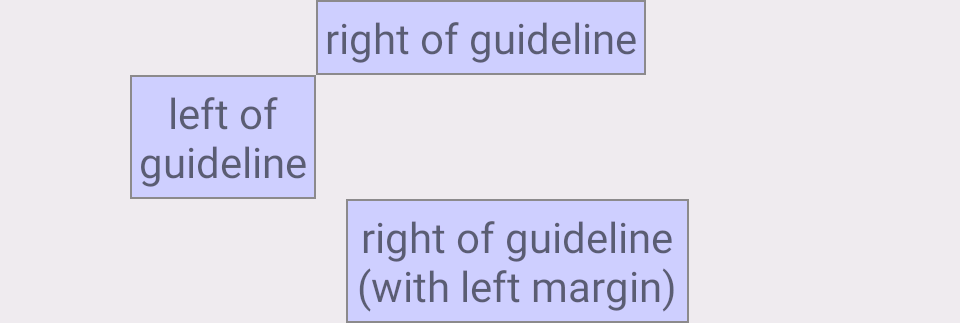 right of guideline
left of
guideline
right of guideline
(with left margin)